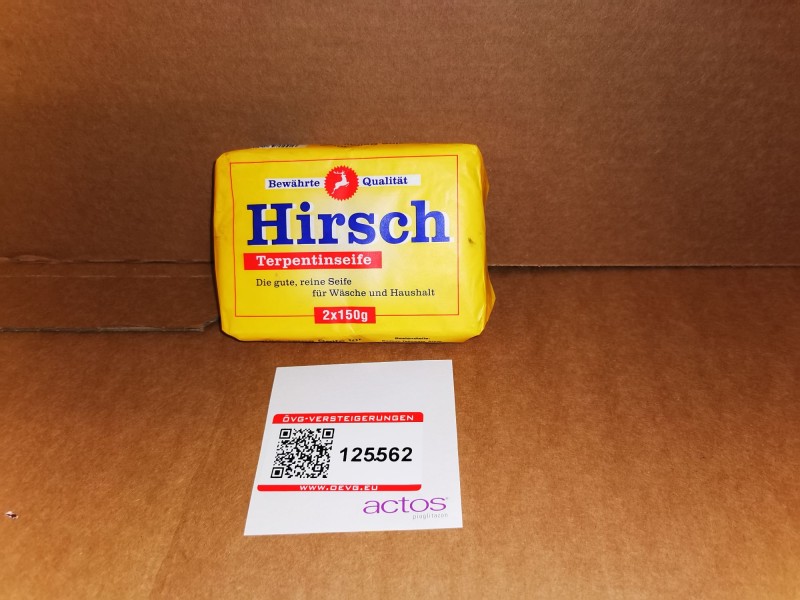 Bewährte Qualität
Hirsch
Terpentinseife
Die gute, reine Seife
für Wäsche und Haushalt
2x150g
ÖVG-VERSTEIGERUNGEN
125562
WWW.OEVG.EU
actos